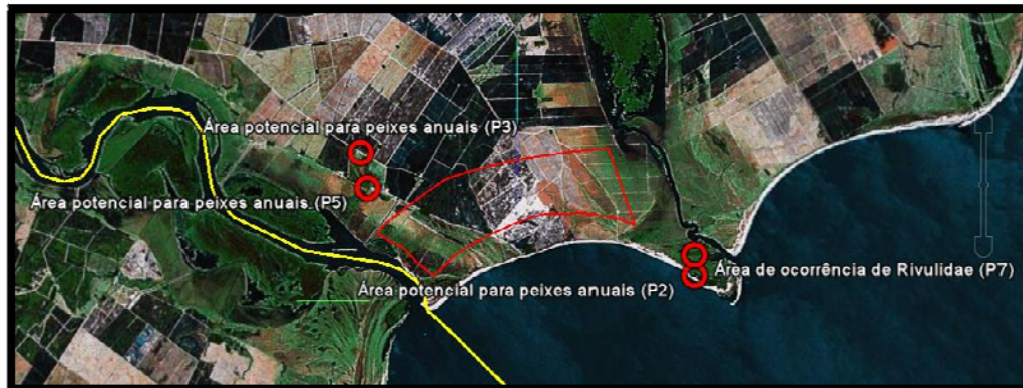 Área potencial para peixes anuais (P3)
Área potencial para peixes anuais (P5)
Área de ocorrência de Rivulidae (P7)
Área potencial para peixes anuais (P2)